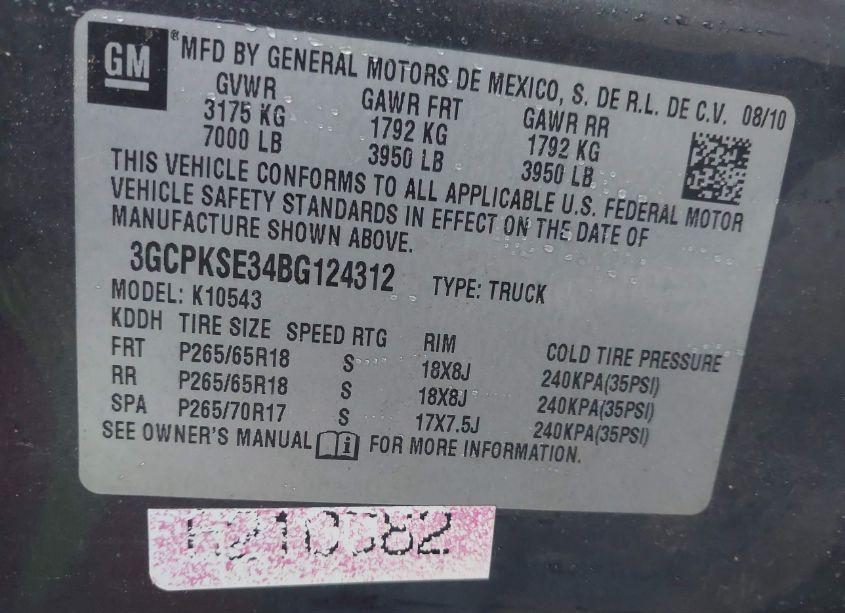 GM
® MFD BY GENERAL MOTORS DE MEXICO, S. DE R.L. DE C.V. 08/10
GVWR GAWR FRT GAWR RR
3175 KG 1792 KG 1792 KG
7000 LB 3950 LB 3950 LB
THIS VEHICLE CONFORMS TO ALL APPLICABLE U.S. FEDERAL MOTOR
VEHICLE SAFETY STANDARDS IN EFFECT ON THE DATE OF
MANUFACTURE SHOWN ABOVE.
3GCPKSE34BG124312 TYPE: TRUCK
MODEL: K10543
KDDH TIRE SIZE SPEED RTG RIM COLD TIRE PRESSURE
FRT P265/65R18 S 18X8J 240KPA(35PSI)
RR P265/65R18 S 18X8J 240KPA(35PSI)
SPA P265/70R17 S 17X7.5J 240KPA(35PSI)
SEE OWNER'S MANUAL FOR MORE INFORMATION.